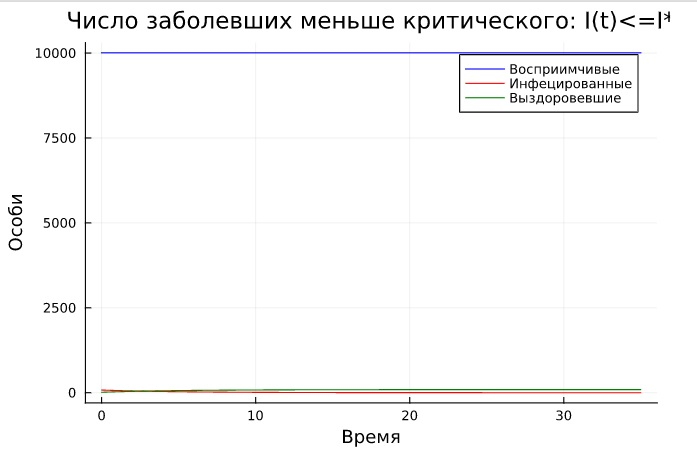 Число заболевших меньше критического: I(t)<=I*
10000
7500
5000
2500
0
Особи
Восприимчивые
Инфецированные
Выздоровевшие
0 10 20 30
Время